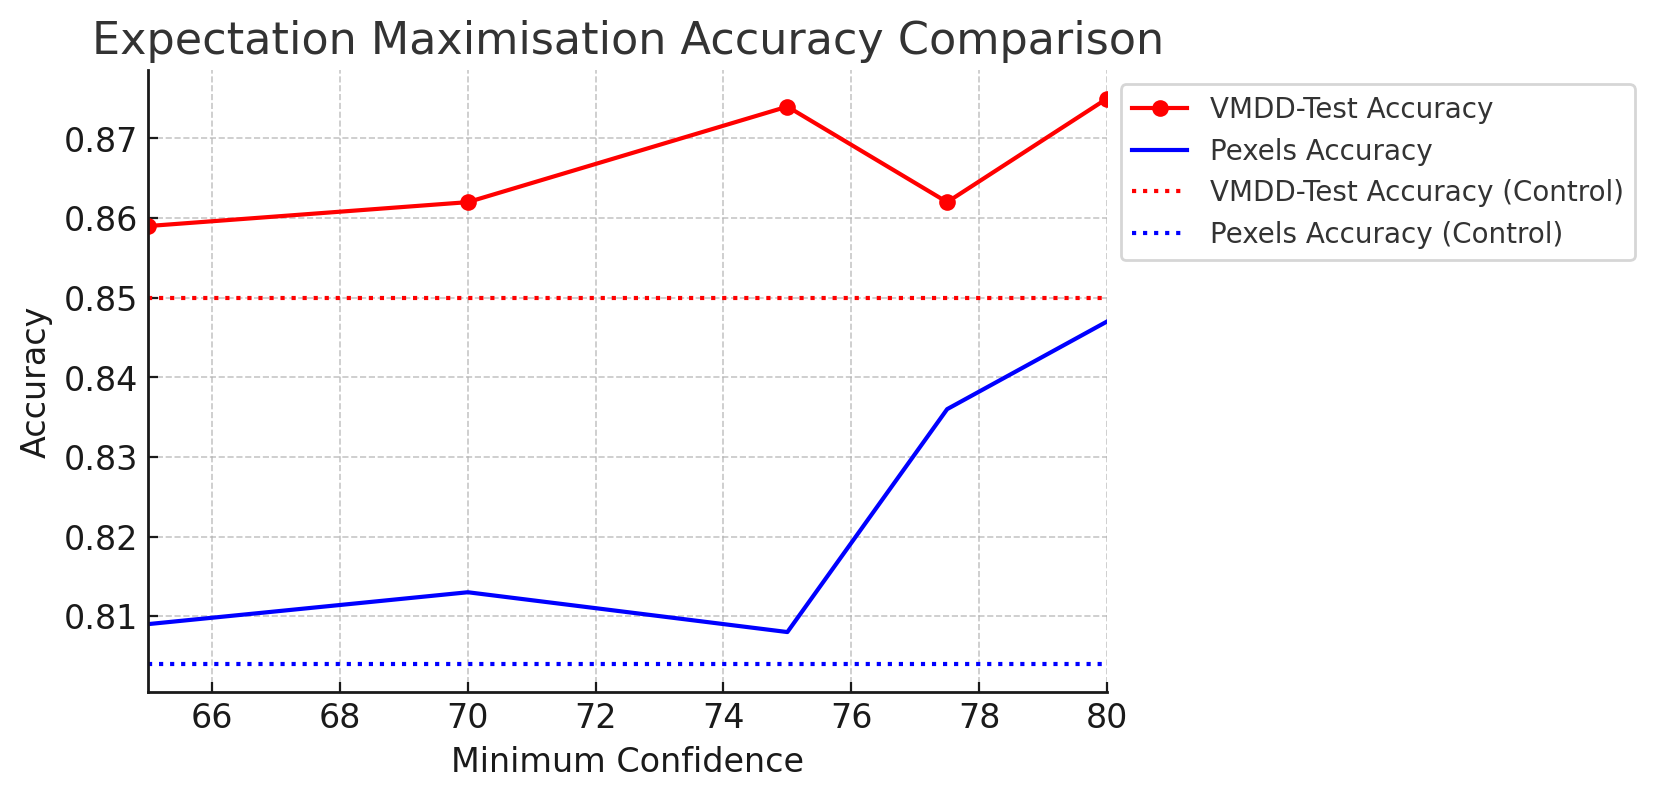 Expectation Maximisation Accuracy Comparison
VMDD-Test Accuracy
Pexels Accuracy
VMDD-Test Accuracy (Control)
Pexels Accuracy (Control)
Accuracy
0.87
0.86
0.85
0.84
0.83
0.82
0.81
66 68 70 72 74 76 78 80
Minimum Confidence